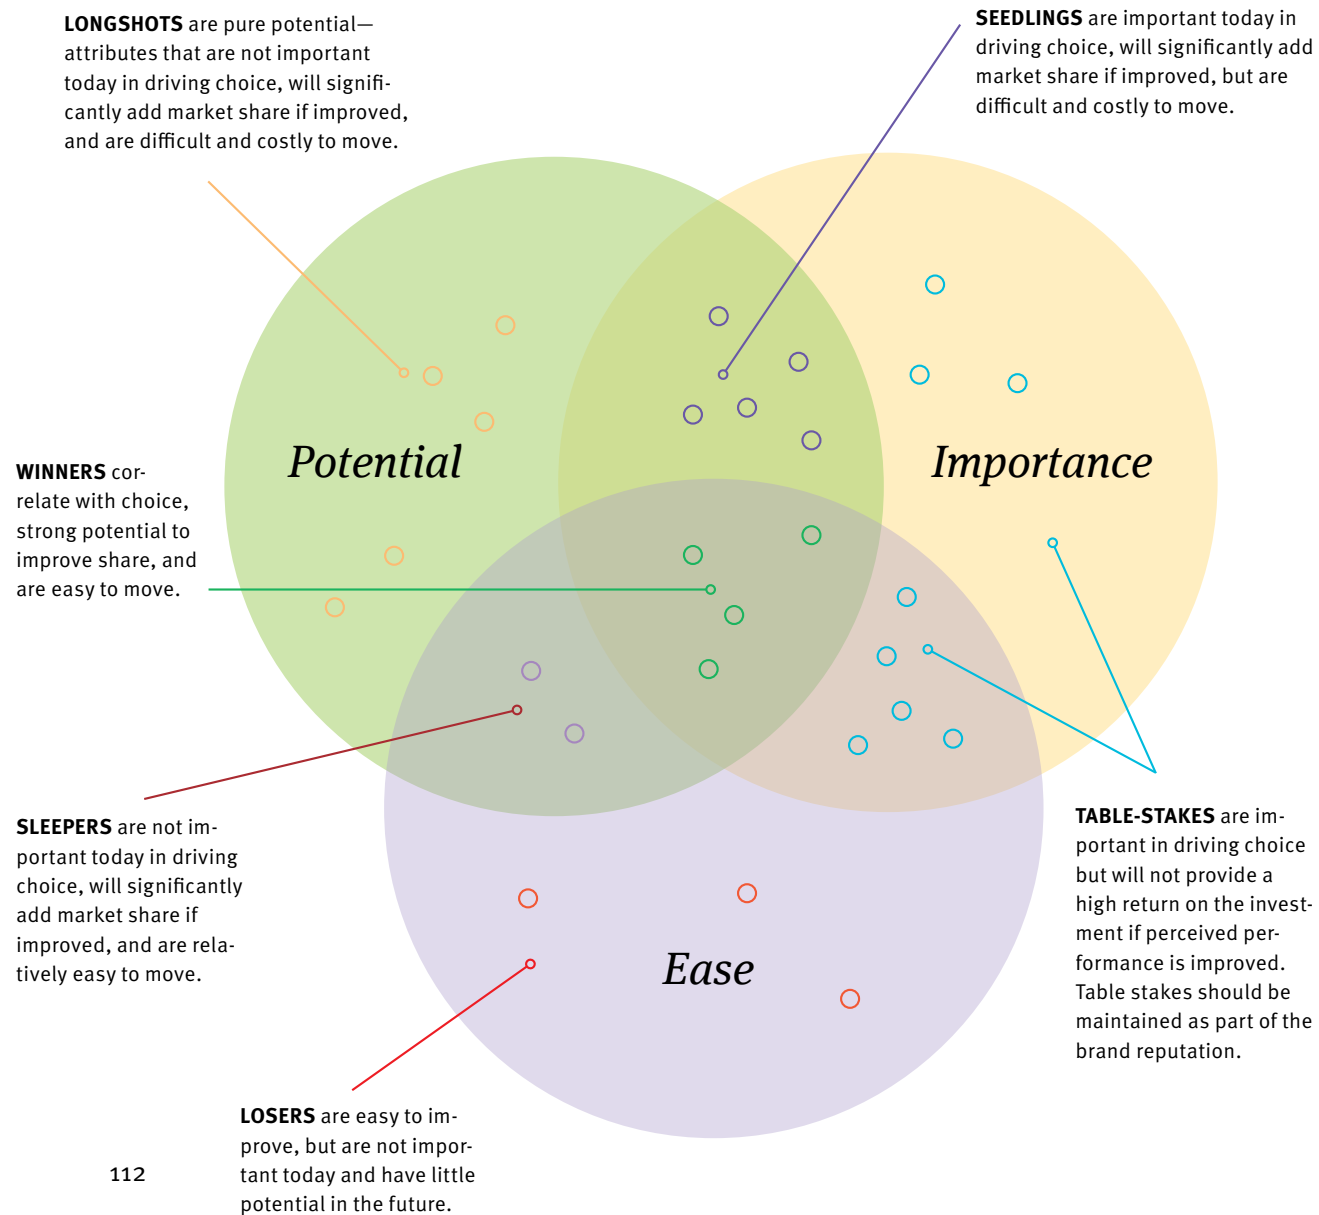 LONGSHOTS are pure potential—
attributes that are not important
today in driving choice, will signifi-
cantly add market share if improved,
and are difficult and costly to move.
SEEDLINGS are important today in
driving choice, will significantly add
market share if improved, but are
difficult and costly to move.
Potential
Importance
WINNERS cor-
relate with choice,
strong potential to
improve share, and
are easy to move.
SLEEPERS are not im-
portant today in driving
choice, will significantly
add market share if
improved, and are rela-
tively easy to move.
TABLE-STAKES are im-
portant in driving choice
but will not provide a
high return on the invest-
ment if perceived per-
formance is improved.
Table stakes should be
maintained as part of the
brand reputation.
Ease
LOSERS are easy to im-
prove, but are not impor-
tant today and have little
potential in the future.
112